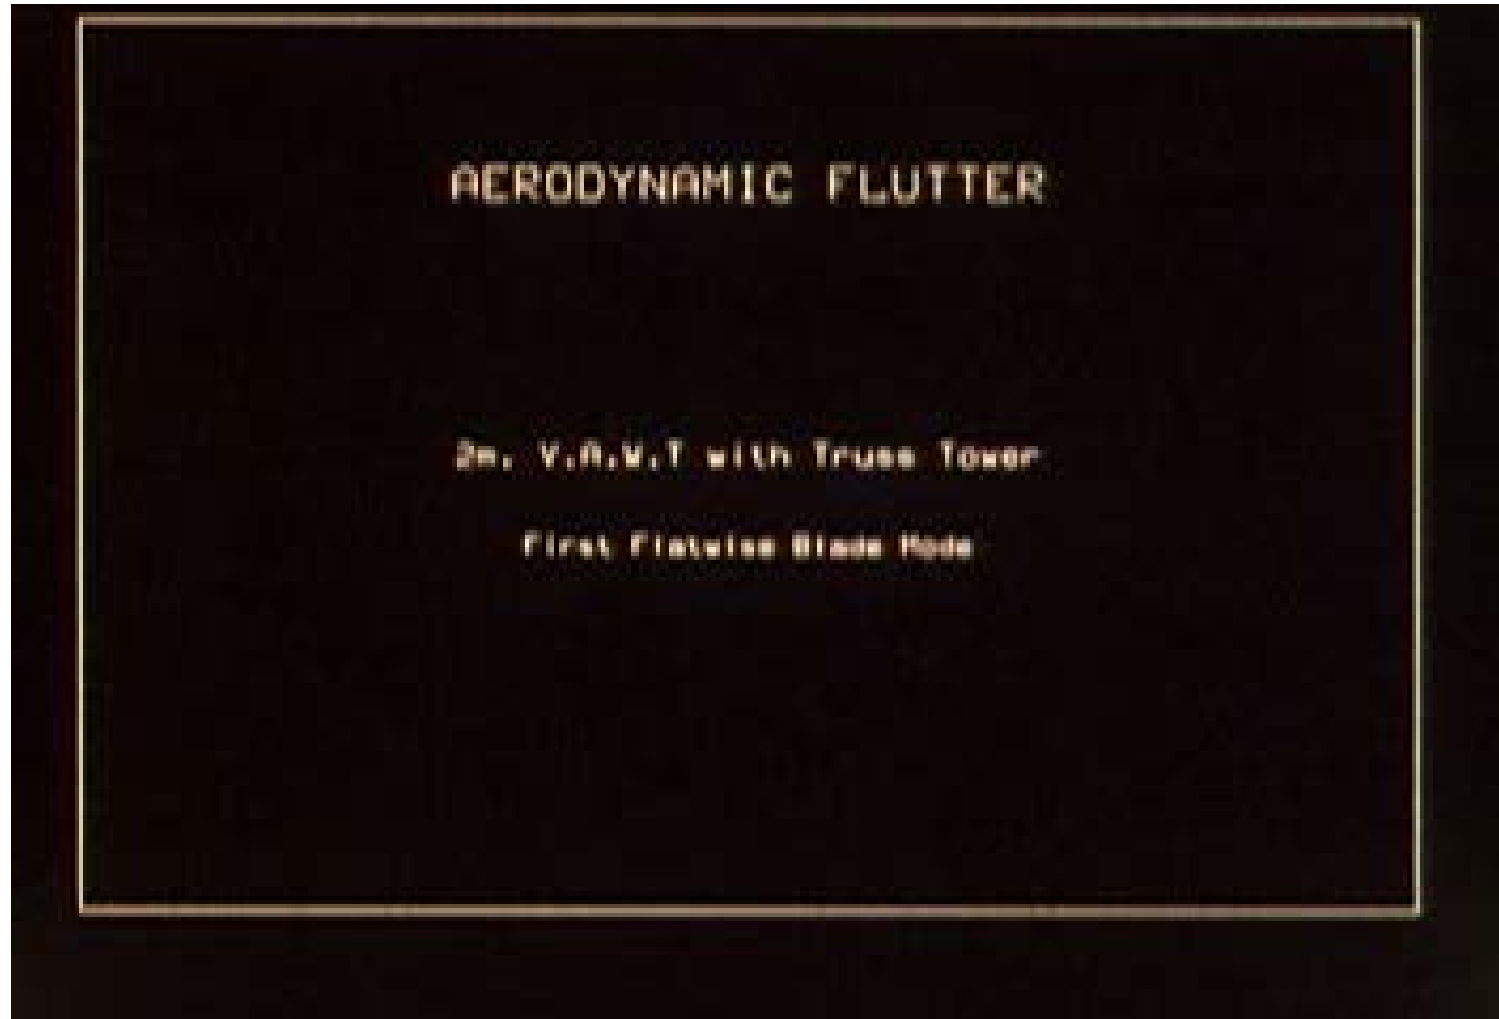 AERODYNAMIC FLUTTER
2m. V.A.W.T with Truss Tower
First Flatwise Blade Mode